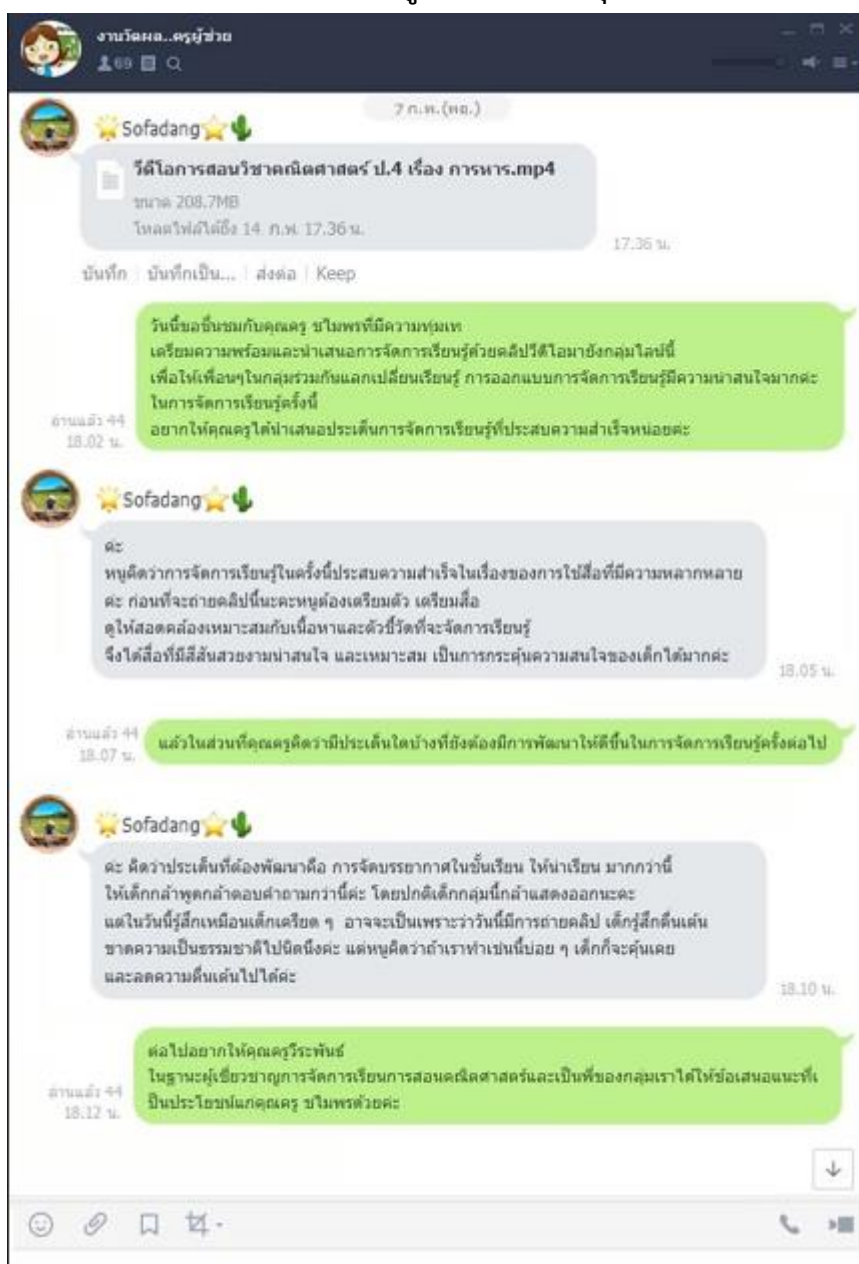 งานวัดผล..ครูผู้ช่วย
69
7 ก.พ.(พฤ.)
Sofadang
วีดีโอการสอนวิชาคณิตศาสตร์ ป.4 เรื่อง การหาร.mp4
ขนาด 208.7MB
โหลดไฟล์ได้ถึง 14 ก.พ. 17.36 น.
17.36 น.
บันทึก บันทึกเป็น... ส่งต่อ Keep
วันนี้ขอชื่นชมกับคุณครู ชไมพรที่มีความทุ่มเท
เตรียมความพร้อมและนำเสนอการจัดการเรียนรู้ด้วยคลิปวีดีโอมายังกลุ่มไลน์นี้
เพื่อให้เพื่อนๆในกลุ่มร่วมกันแลกเปลี่ยนเรียนรู้ การออกแบบการจัดการเรียนรู้มีความน่าสนใจมากค่ะ
ในการจัดการเรียนรู้ครั้งนี้
อยากให้คุณครูได้นำเสนอประเด็นการจัดการเรียนรู้ที่ประสบความสำเร็จหน่อยค่ะ
อ่านแล้ว 44
18.02 น.
Sofadang
ค่ะ
หนูคิดว่าการจัดการเรียนรู้ในครั้งนี้ประสบความสำเร็จในเรื่องของการใช้สื่อที่มีความหลากหลาย
ค่ะ ก่อนที่จะถ่ายคลิปนี้นะคะหนูต้องเตรียมตัว เตรียมสื่อ
ดูให้สอดคล้องเหมาะสมกับเนื้อหาและตัวชี้วัดที่จะจัดการเรียนรู้
จึงได้สื่อที่มีสีสันสวยงามน่าสนใจ และเหมาะสม เป็นการกระตุ้นความสนใจของเด็กได้มากค่ะ
18.05 น.
อ่านแล้ว 44
18.07 น.
แล้วในส่วนที่คุณครูคิดว่ามีประเด็นใดบ้างที่ยังต้องมีการพัฒนาให้ดีขึ้นในการจัดการเรียนรู้ครั้งต่อไป
Sofadang
ค่ะ คิดว่าประเด็นที่ต้องพัฒนาคือ การจัดบรรยากาศในชั้นเรียน ให้น่าเรียน มากกว่านี้
ให้เด็กกล้าพูดกล้าตอบคำถามกว่านี้ค่ะ โดยปกติเด็กกลุ่มนี้กล้าแสดงออกนะคะ
แต่ในวันนี้รู้สึกเหมือนเด็กเครียด ๆ อาจจะเป็นเพราะว่าวันนี้มีการถ่ายคลิป เด็กรู้สึกตื่นเต้น
ขาดความเป็นธรรมชาติไปนิดนึงค่ะ แต่หนูคิดว่าถ้าเราทำเช่นนี้บ่อย ๆ เด็กก็จะคุ้นเคย
และลดความตื่นเต้นไปได้ค่ะ
18.10 น.
ต่อไปอยากให้คุณครูวีระพันธ์
ในฐานะผู้เชี่ยวชาญการจัดการเรียนการสอนคณิตศาสตร์และเป็นพี่ของกลุ่มเราได้ให้ข้อเสนอแนะที่เ
ป็นประโยชน์แก่คุณครู ชไมพรด้วยค่ะ
อ่านแล้ว 44
18.12 น.